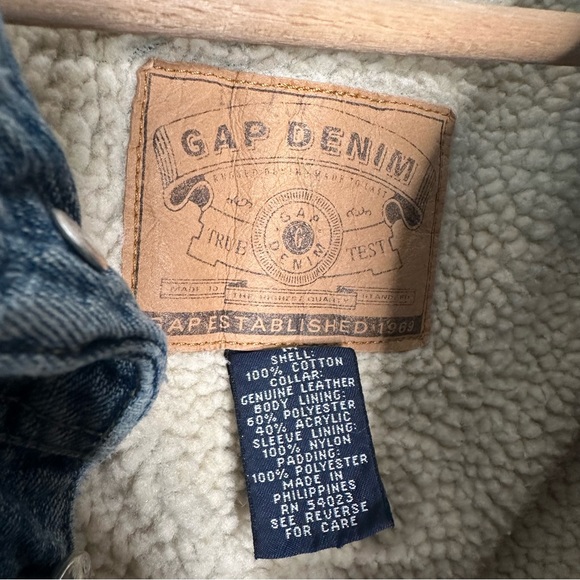 GAP DENIM
GAP
DENIM
TRUE TEST
MADE TO THE HIGHEST QUALITY STANDARD
GAP ESTABLISHED 1969
SHELL:
100% COTTON
COLLAR:
GENUINE LEATHER
BODY LINING:
60% POLYESTER
40% ACRYLIC
SLEEVE LINING:
100% NYLON
PADDING:
100% POLYESTER
MADE IN
PHILIPPINES
RN 54023
SEE REVERSE
FOR CARE